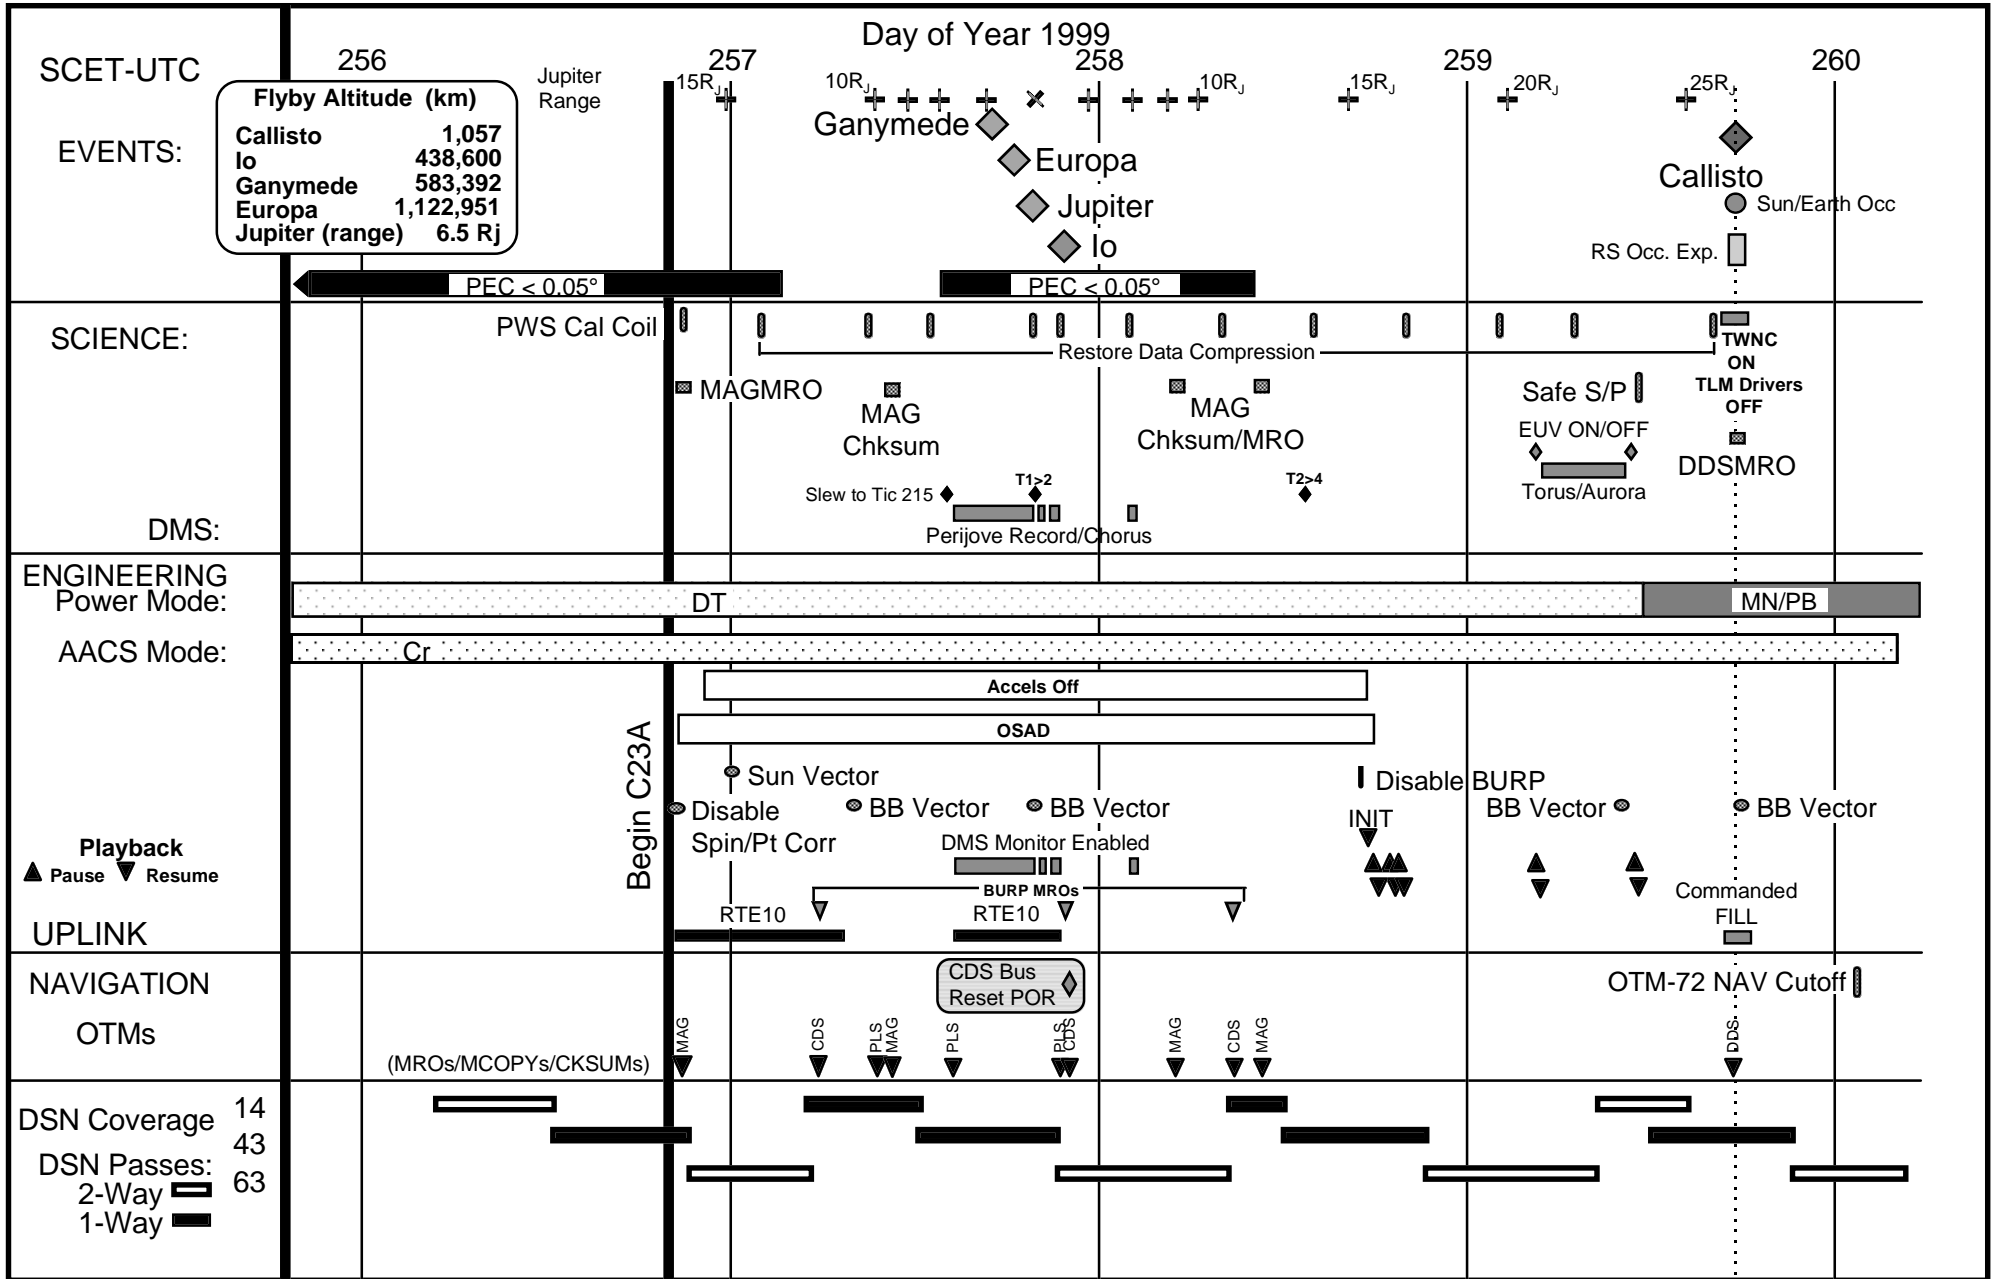 Day of Year 1999
SCET-UTC
256
257
258
259
260
Jupiter
Range
15RJ
10RJ
10RJ
15RJ
20RJ
25RJ
Flyby Altitude (km)
Callisto 1,057
Io 438,600
Ganymede 583,392
Europa 1,122,951
Jupiter (range) 6.5 Rj
EVENTS:
Ganymede
Europa
Jupiter
Io
Callisto
Sun/Earth Occ
RS Occ. Exp.
PEC < 0.05°
PEC < 0.05°
SCIENCE:
PWS Cal Coil
Restore Data Compression
TWNC
ON
TLM Drivers
OFF
MAGMRO
MAG
Chksum
MAG
Chksum/MRO
Safe S/P
EUV ON/OFF
Torus/Aurora
DDSMRO
Slew to Tic 215
T1>2
T2>4
DMS:
Perijove Record/Chorus
ENGINEERING
Power Mode:
DT
MN/PB
AACS Mode:
Cr
Accels Off
OSAD
Begin C23A
Sun Vector
Disable BURP
Disable
Spin/Pt Corr
BB Vector
BB Vector
BB Vector
BB Vector
INIT
DMS Monitor Enabled
Playback
Pause
Resume
BURP MROs
RTE10
RTE10
Commanded
FILL
UPLINK
NAVIGATION
CDS Bus
Reset POR
OTM-72 NAV Cutoff
OTMs
(MROs/MCOPYs/CKSUMs)
MAG
CDS
PLS
MAG
PLS
PLS
CDS
MAG
CDS
MAG
DDS
DSN Coverage
14
43
63
DSN Passes:
2-Way
1-Way